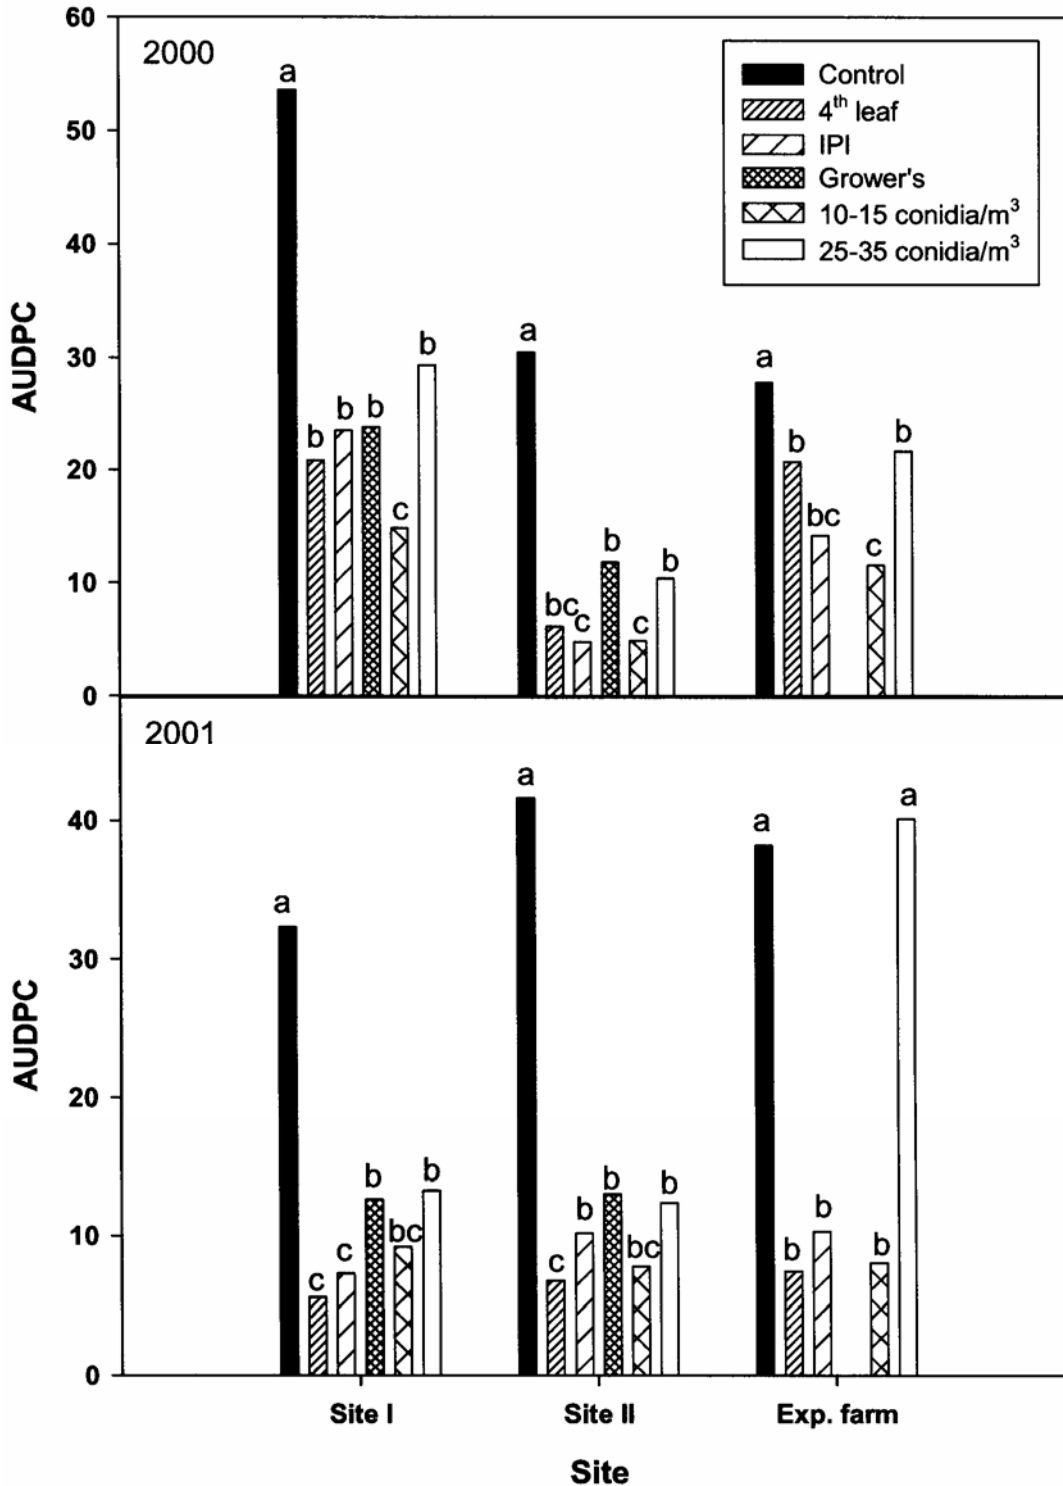 60
50
40
30
20
10
0
AUDPC
2000
Control
4th leaf
IPI
Grower's
10-15 conidia/m3
25-35 conidia/m3
a
b
b
b
c
b
a
bc
c
b
c
b
a
b
bc
c
b
2001
40
30
20
10
0
AUDPC
a
c
c
b
bc
b
a
c
b
b
bc
b
a
b
b
b
a
Site I
Site II
Exp. farm
Site